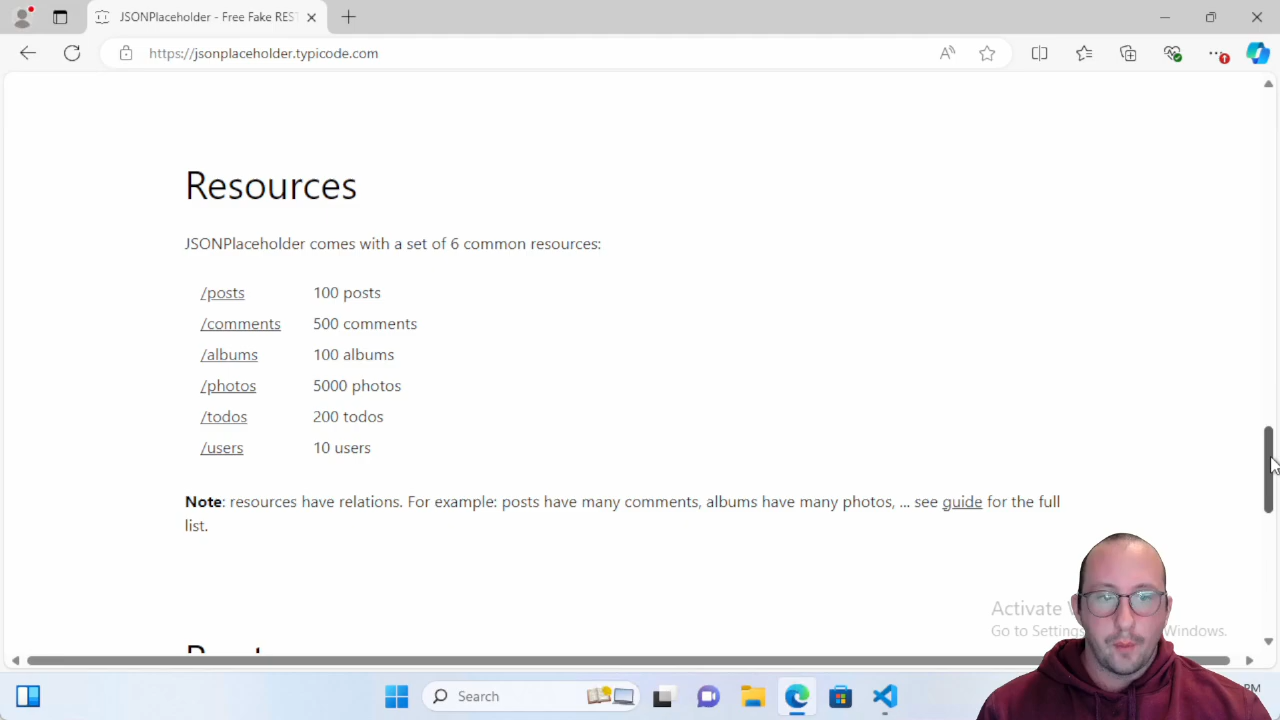 JSONPlaceholder - Free Fake REST
https://jsonplaceholder.typicode.com
Resources
JSONPlaceholder comes with a set of 6 common resources:
/posts 100 posts
/comments 500 comments
/albums 100 albums
/photos 5000 photos
/todos 200 todos
/users 10 users
Note: resources have relations. For example: posts have many comments, albums have many photos, ... see guide for the full
list.
Activate
Go to Settings Windows.
Search
PM